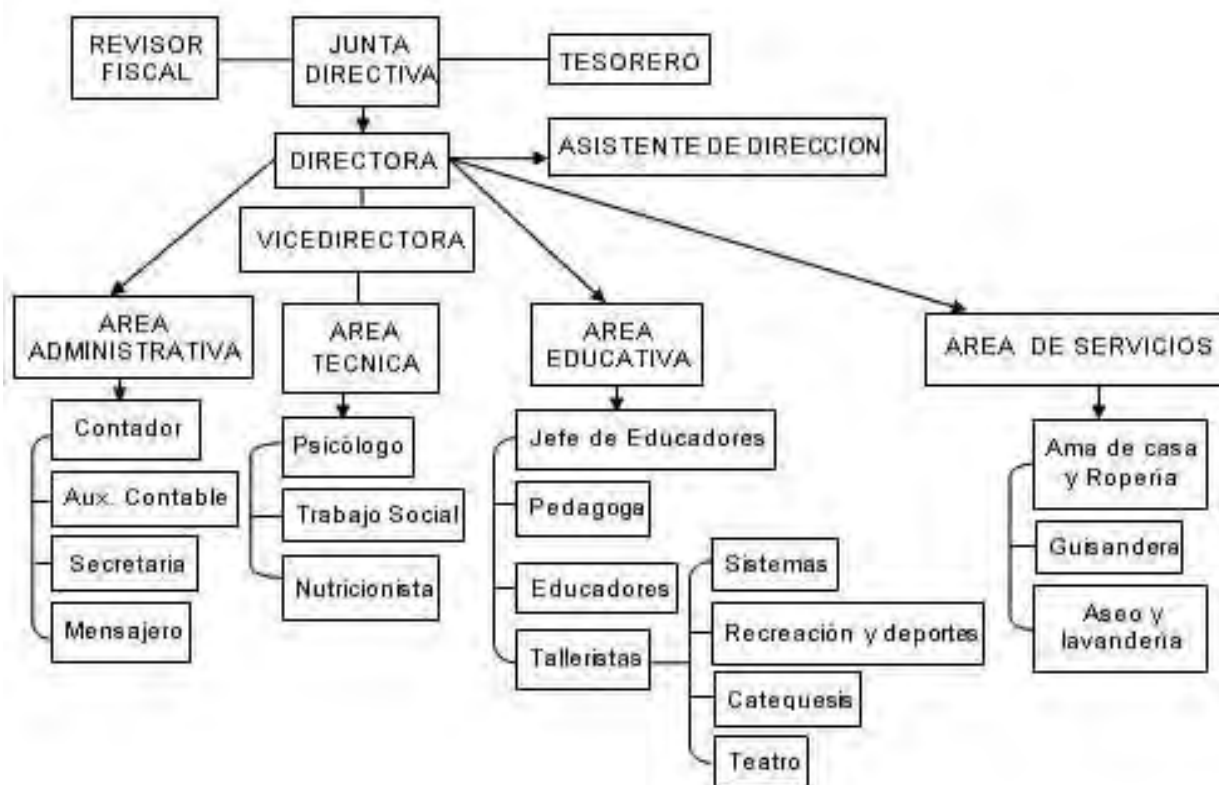 REVISOR
FISCAL
JUNTA
DIRECTIVA
TESORERO
DIRECTORA
ASISTENTE DE DIRECCION
VICEDIRECTORA
AREA
ADMINISTRATIVA
AREA
TECNICA
AREA
EDUCATIVA
AREA DE SERVICIOS
Contador
Aux. Contable
Secretaria
Mensajero
Psicólogo
Trabajo Social
Nutricionista
Jefe de Educadores
Pedagoga
Educadores
Talleristas
Sistemas
Recreación y deportes
Catequesis
Teatro
Ama de casa
y Ropería
Guisandera
Aseo y
lavandería